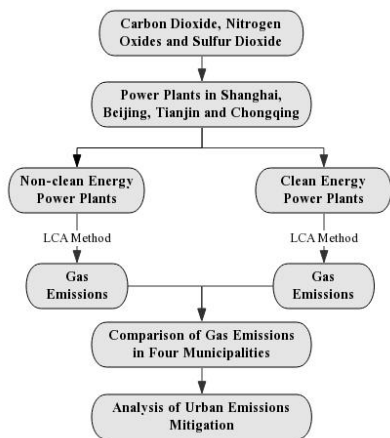 Carbon Dioxide, Nitrogen
Oxides and Sulfur Dioxide
Power Plants in Shanghai,
Beijing, Tianjin and Chongqing
Non-clean Energy
Power Plants
Clean Energy
Power Plants
LCA Method
LCA Method
Gas
Emissions
Gas
Emissions
Comparison of Gas Emissions
in Four Municipalities
Analysis of Urban Emissions
Mitigation